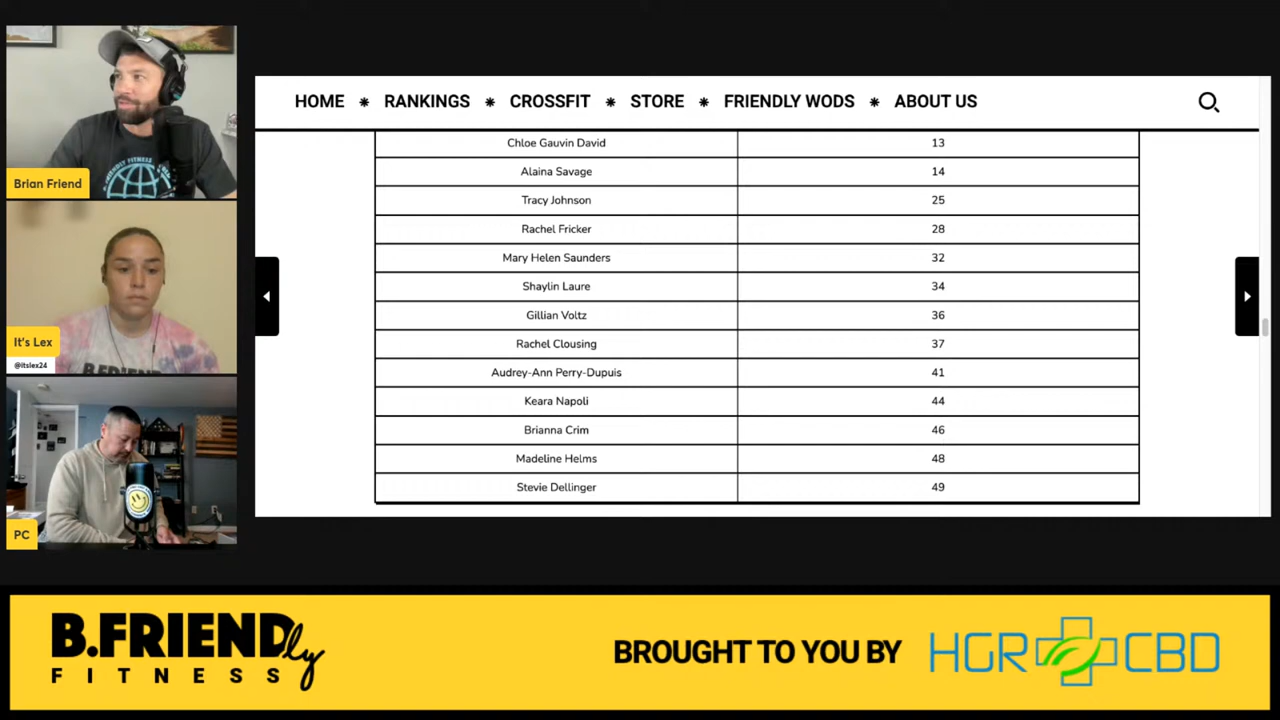 Brian Friend
It's Lex
@itslex24
PC
HOME * RANKINGS * CROSSFIT * STORE * FRIENDLY WODS * ABOUT US
Chloe Gauvin David 13
Alaina Savage 14
Tracy Johnson 25
Rachel Fricker 28
Mary Helen Saunders 32
Shaylin Laure 34
Gillian Voltz 36
Rachel Clousing 37
Audrey-Ann Perry-Dupuis 41
Keara Napoli 44
Brianna Crim 46
Madeline Helms 48
Stevie Dellinger 49
B.FRIENDly
FITNESS
BROUGHT TO YOU BY
HGR CBD